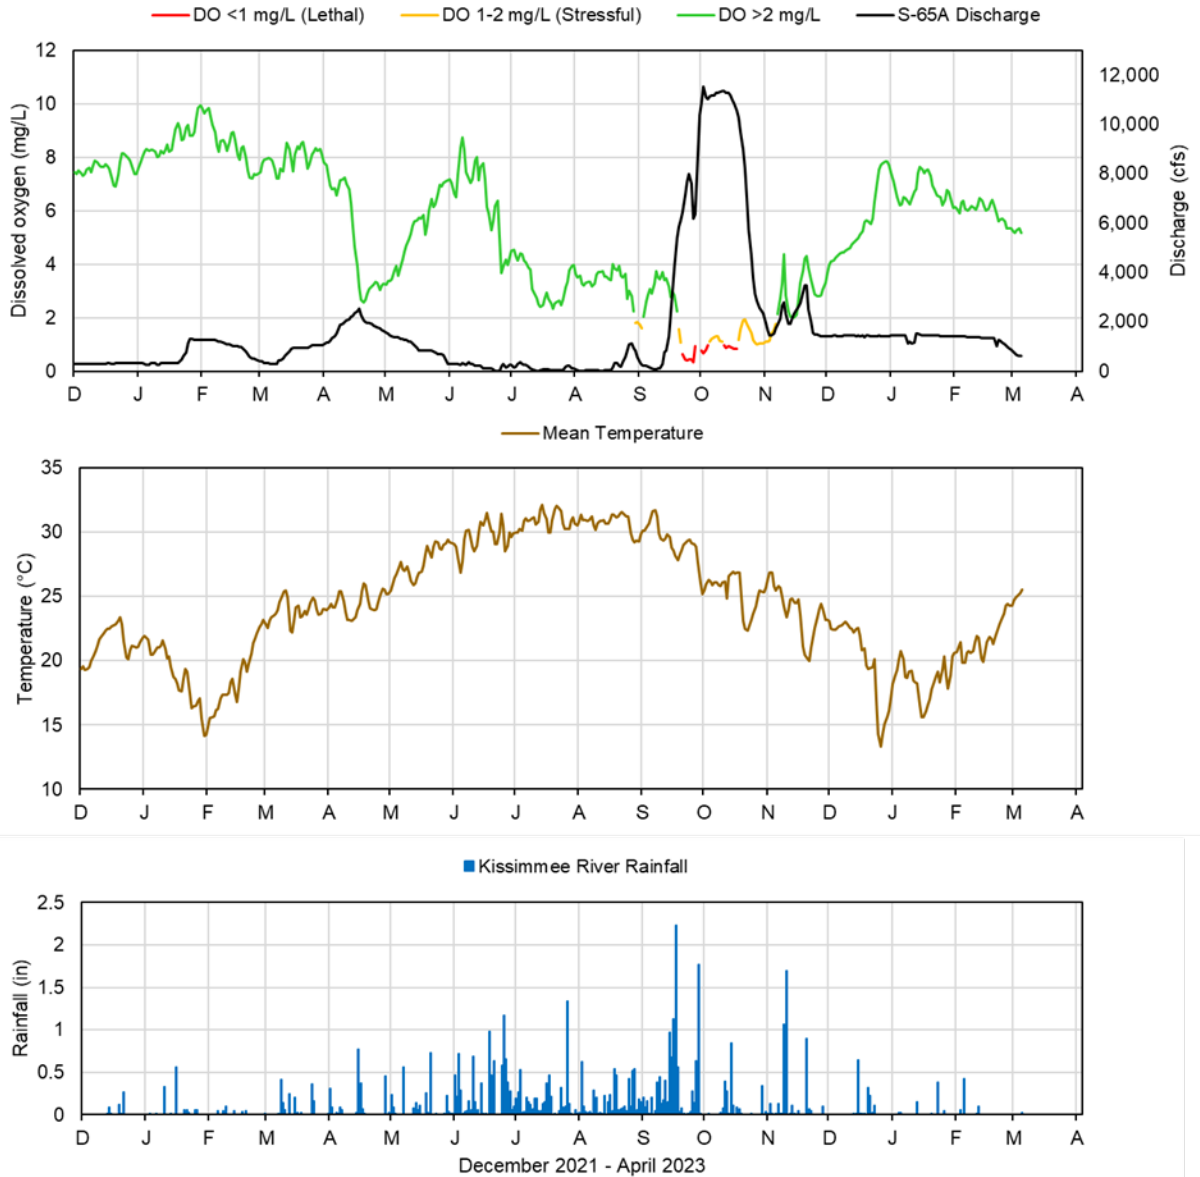 DO <1 mg/L (Lethal) DO 1-2 mg/L (Stressful) DO >2 mg/L S-65A Discharge
Dissolved oxygen (mg/L)
12
10
8
6
4
2
0
12,000
10,000
8,000
6,000
4,000
2,000
0
Discharge (cfs)
D J F M A M J J A S O N D J F M A
Mean Temperature
Temperature (°C)
35
30
25
20
15
10
D J F M A M J J A S O N D J F M A
Kissimmee River Rainfall
Rainfall (in)
2.5
2
1.5
1
0.5
0
D J F M A M J J A S O N D J F M A
December 2021 - April 2023